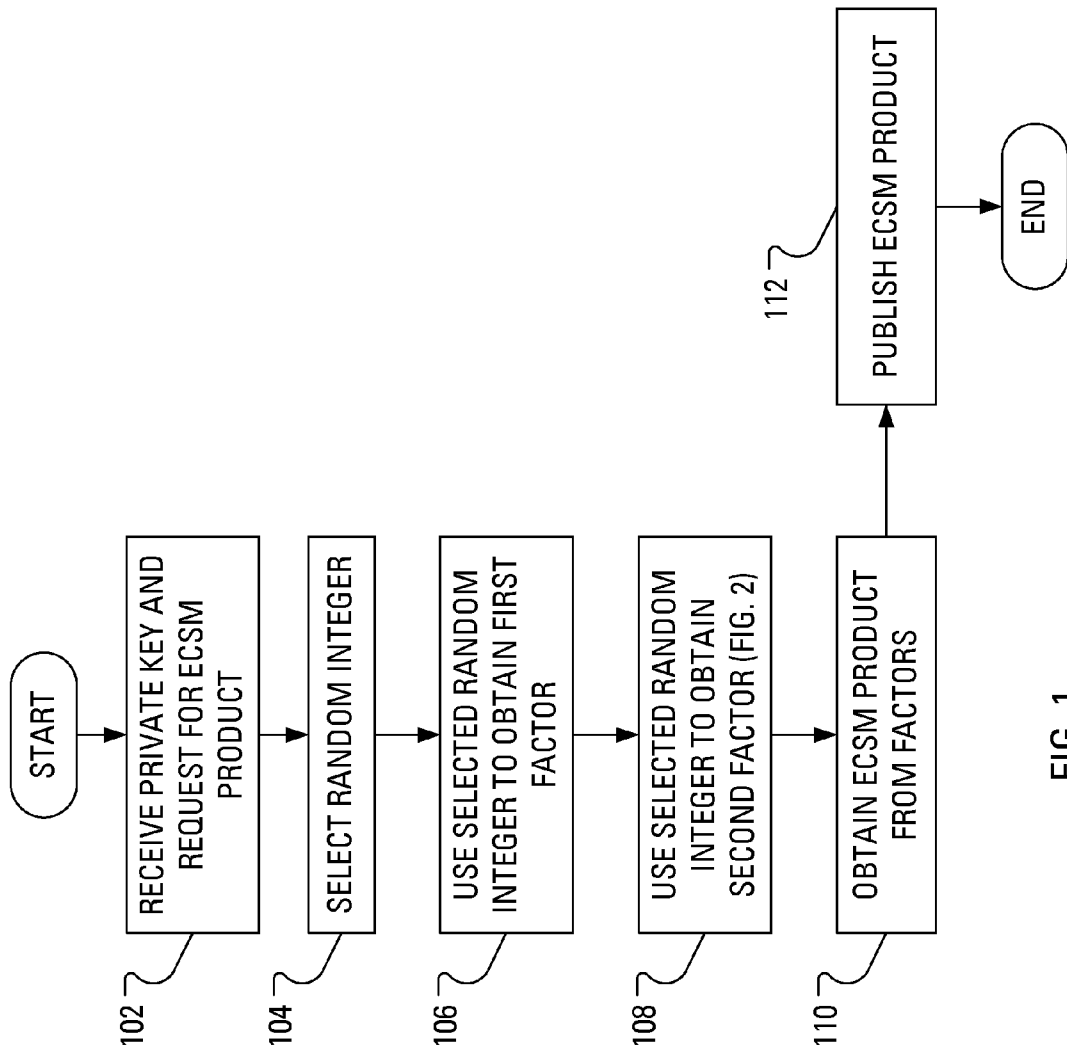 START
102
RECEIVE PRIVATE KEY AND
REQUEST FOR ECSM
PRODUCT
104
SELECT RANDOM INTEGER
106
USE SELECTED RANDOM
INTEGER TO OBTAIN FIRST
FACTOR
108
USE SELECTED RANDOM
INTEGER TO OBTAIN
SECOND FACTOR (FIG. 2)
110
OBTAIN ECSM PRODUCT
FROM FACTORS
112
PUBLISH ECSM PRODUCT
END
FIG. 1